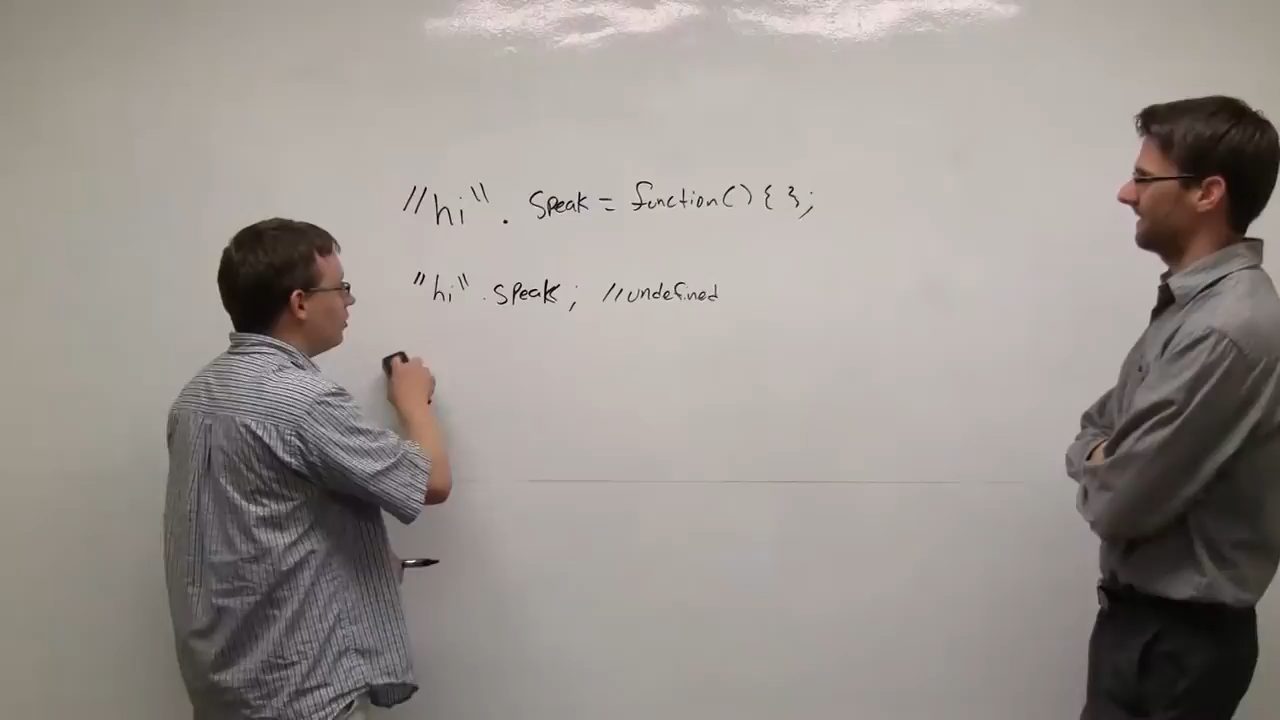 "hi". Speak = function() { };
"hi".speak; //undefined